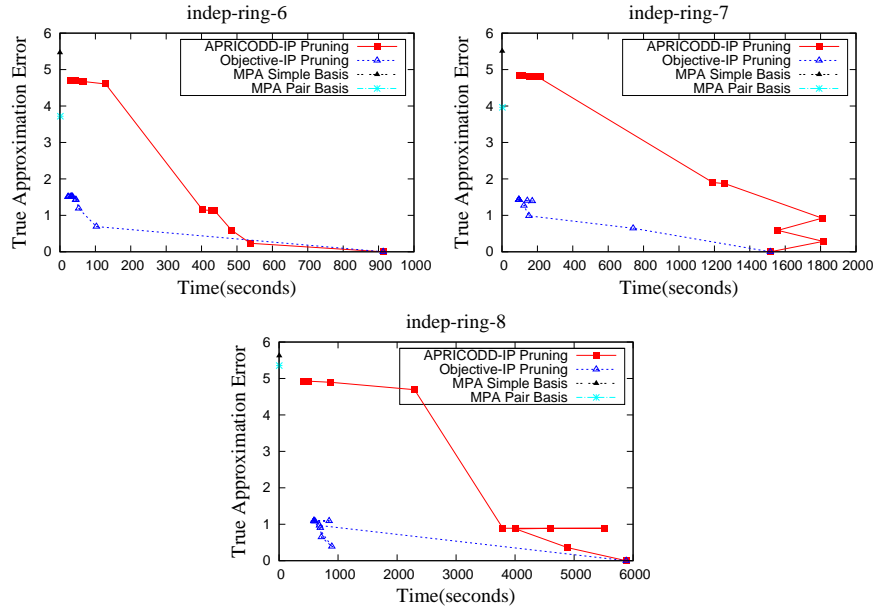 indep-ring-6
6
5
4
3
2
1
0
True Approximation Error
APRICODD-IP Pruning
Objective-IP Pruning
MPA Simple Basis
MPA Pair Basis
0 100 200 300 400 500 600 700 800 900 1000
Time(seconds)
indep-ring-7
6
5
4
3
2
1
0
True Approximation Error
APRICODD-IP Pruning
Objective-IP Pruning
MPA Simple Basis
MPA Pair Basis
0 200 400 600 800 1000 1200 1400 1600 1800 2000
Time(seconds)
indep-ring-8
6
5
4
3
2
1
0
True Approximation Error
APRICODD-IP Pruning
Objective-IP Pruning
MPA Simple Basis
MPA Pair Basis
0 1000 2000 3000 4000 5000 6000
Time(seconds)